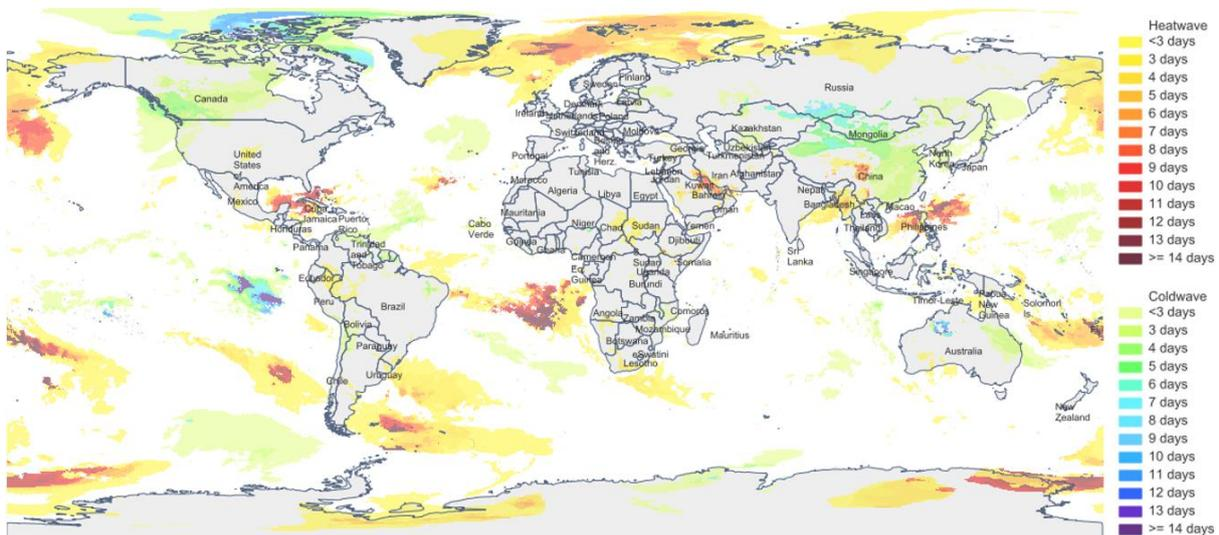 Heatwave
<3 days
3 days
4 days
5 days
6 days
7 days
8 days
9 days
10 days
11 days
12 days
13 days
>= 14 days
Coldwave
<3 days
3 days
4 days
5 days
6 days
7 days
8 days
9 days
10 days
11 days
12 days
13 days
>= 14 days
Canada
United
States
of
America
Mexico
Cuba
Jamaica
Puerto
Rico
Honduras
Panama
Trinidad
and
Tobago
Ecuador
Peru
Brazil
Bolivia
Paraguay
Chile
Uruguay
Finland
Sweden
Denmark
Latvia
Ireland
Netherlands
Poland
Switzerland
Moldova
and
Herz.
Portugal
Georgia
Turkey
Lebanon
Jordan
Morocco
Tunisia
Algeria
Libya
Egypt
Cabo
Verde
Mauritania
Niger
Chad
Sudan
Guinea
Ghana
Cameroon
Eq.
Guinea
Sudan
Uganda
Burundi
Djibouti
Somalia
Yemen
Oman
Kuwait
Bahrein
Iran
Afghanistan
Turkmenistan
Uzbekistan
Kazakhstan
Russia
Mongolia
China
North
Korea
Japan
Nepal
Bangladesh
Macao
Laos
Thailand
Philippines
Sri
Lanka
Singapore
Timor-Leste
Papua
New
Guinea
Solomon
Is.
Fiji
Australia
New
Zealand
Angola
Zambia
Comoros
Mozambique
Mauritius
Botswana
eSwatini
Lesotho